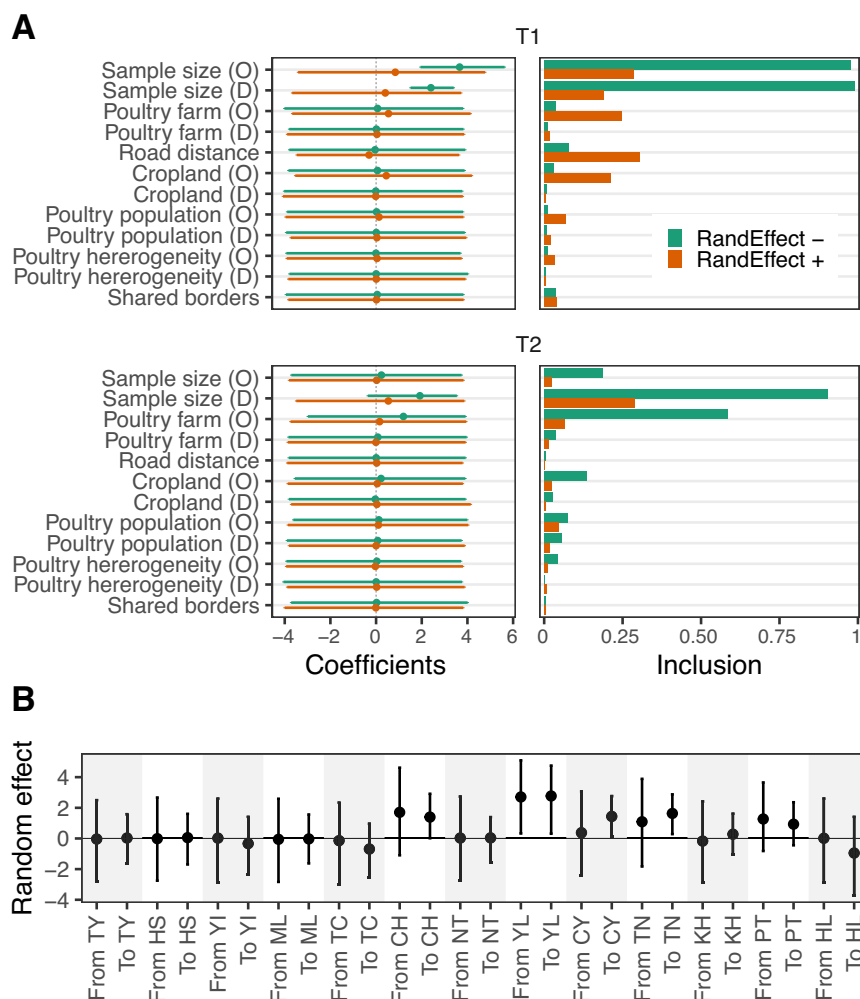 A
T1
Sample size (O)
Sample size (D)
Poultry farm (O)
Poultry farm (D)
Road distance
Cropland (O)
Cropland (D)
Poultry population (O)
Poultry population (D)
Poultry hererogeneity (O)
Poultry hererogeneity (D)
Shared borders
RandEffect −
RandEffect +
T2
Sample size (O)
Sample size (D)
Poultry farm (O)
Poultry farm (D)
Road distance
Cropland (O)
Cropland (D)
Poultry population (O)
Poultry population (D)
Poultry hererogeneity (O)
Poultry hererogeneity (D)
Shared borders
−4 −2 0 2 4 6 0 0.25 0.50 0.75 1
Coefficients Inclusion
B
Random effect
4
2
0
−2
−4
From TY
To TY
From HS
To HS
From YI
To YI
From ML
To ML
From TC
To TC
From CH
To CH
From NT
To NT
From YL
To YL
From CY
To CY
From TN
To TN
From KH
To KH
From PT
To PT
From HL
To HL